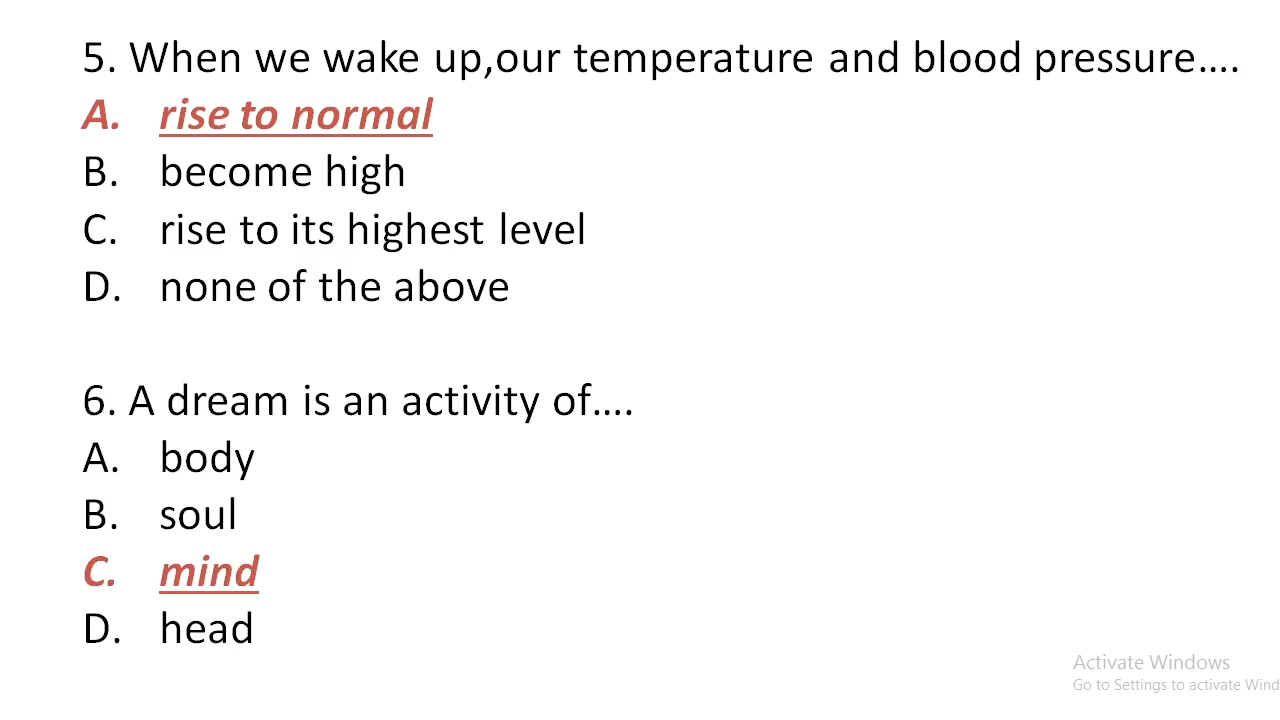 5. When we wake up,our temperature and blood pressure....
A. rise to normal
B. become high
C. rise to its highest level
D. none of the above
6. A dream is an activity of....
A. body
B. soul
C. mind
D. head
Activate Windows
Go to Settings to activate Wind